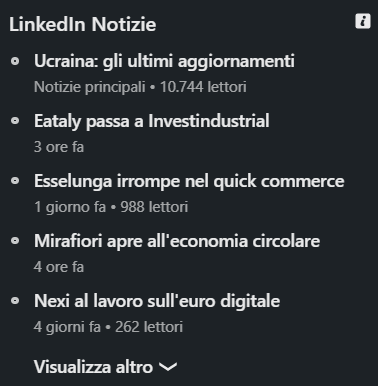 LinkedIn Notizie
Ucraina: gli ultimi aggiornamenti
Notizie principali • 10.744 lettori
Eataly passa a Investindustrial
3 ore fa
Esselunga irrompe nel quick commerce
1 giorno fa • 988 lettori
Mirafiori apre all'economia circolare
4 ore fa
Nexi al lavoro sull'euro digitale
4 giorni fa • 262 lettori
Visualizza altro